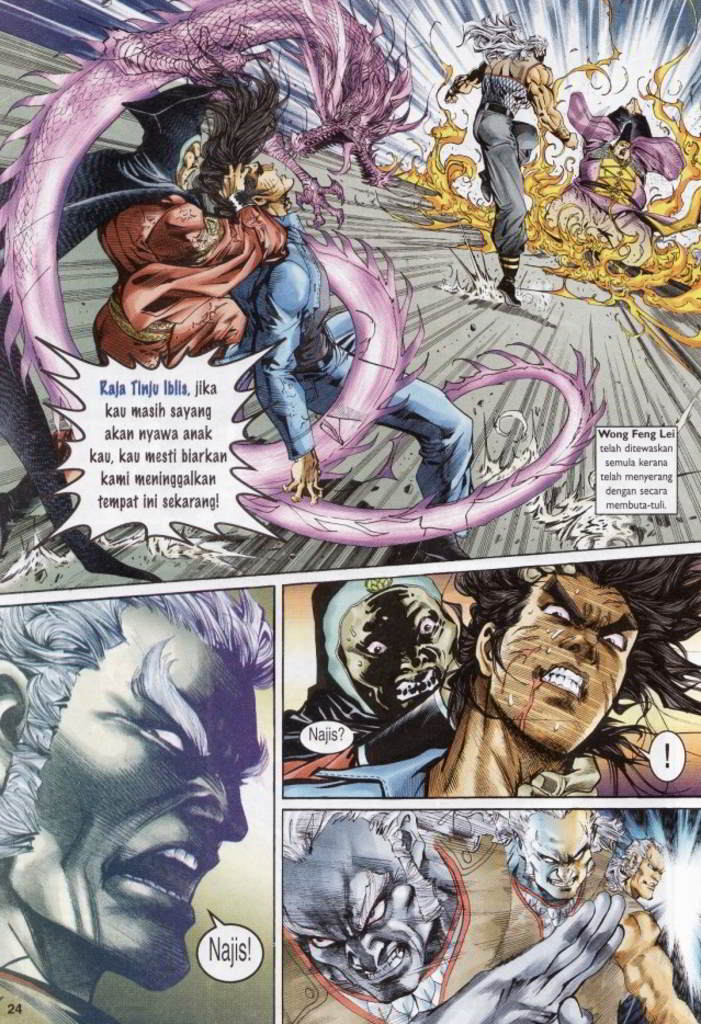 Raja Tinju Iblis, jika
kau masih sayang
akan nyawa anak
kau, kau mesti biarkan
kami meninggalkan
tempat ini sekarang!
Wong Feng Lei
telah ditewaskan
semula kerana
telah menyerang
dengan secara
membuta-tuli.
Najis?
!
Najis!
24